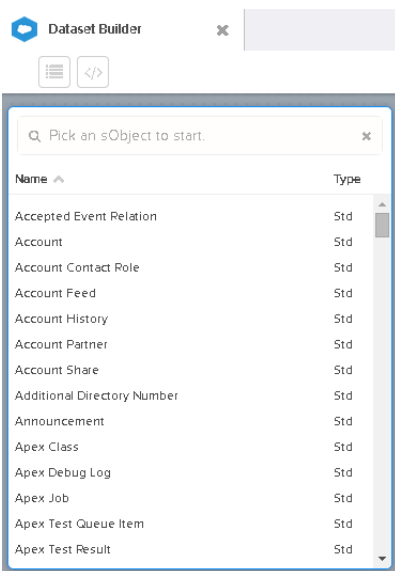 Dataset Builder
</>
Pick an sObject to start.
Name Type
Accepted Event Relation Std
Account Std
Account Contact Role Std
Account Feed Std
Account History Std
Account Partner Std
Account Share Std
Additional Directory Number Std
Announcement Std
Apex Class Std
Apex Debug Log Std
Apex Job Std
Apex Test Queue Item Std
Apex Test Result Std